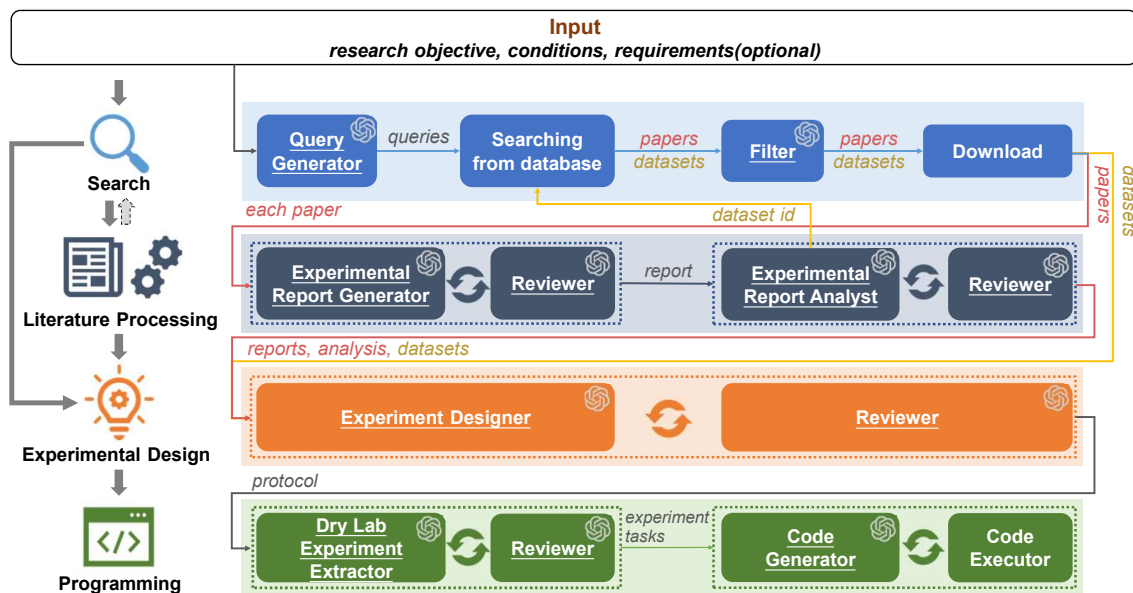 Input
research objective, conditions, requirements(optional)
Query
Generator
queries
Searching
from database
papers
datasets
Filter
papers
datasets
Download
Search
each paper
dataset id
papers
datasets
Experimental
Report Generator
Reviewer
report
Experimental
Report Analyst
Reviewer
Literature Processing
reports, analysis, datasets
Experiment Designer
Reviewer
Experimental Design
protocol
Dry Lab
Experiment
Extractor
Reviewer
experiment
tasks
Code
Generator
Code
Executor
</>
Programming